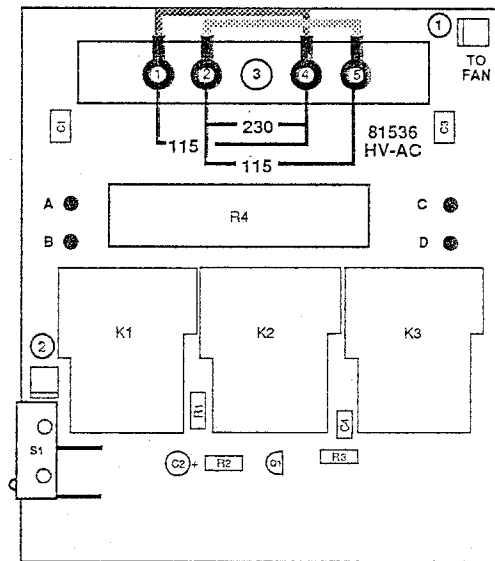 1
TO
FAN
1 2 3 4 5
C1
230
115
115
81536
HV-AC
C3
A
B
R4
C
D
K1
K2
K3
2
S1
R1
C4
C2 +
R2
Q1
R3